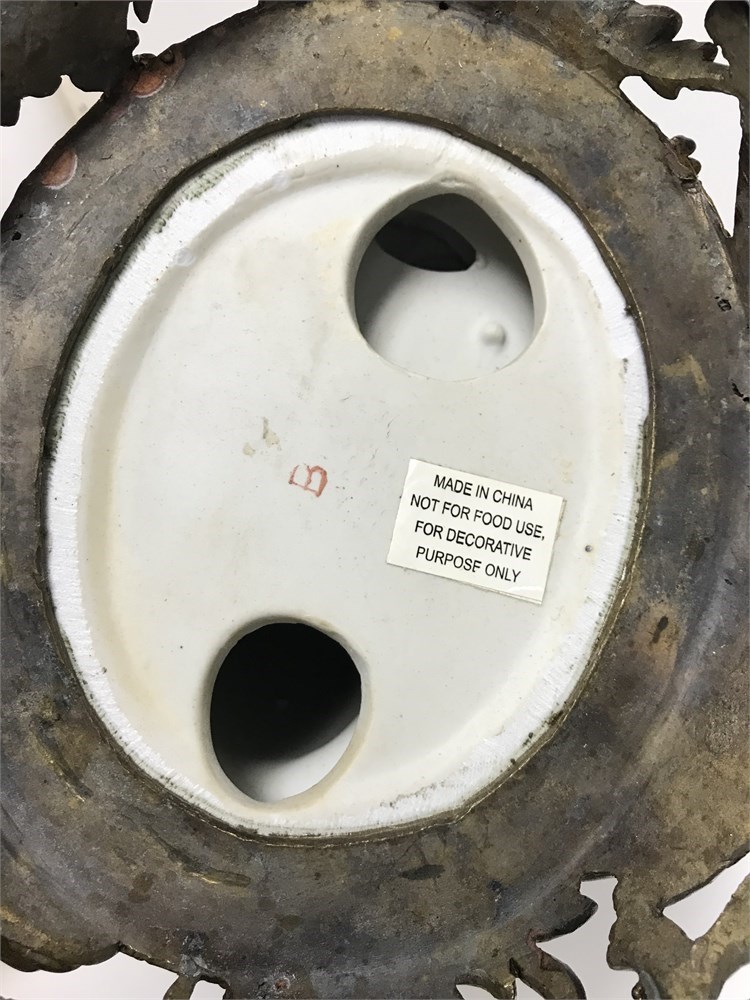 B
MADE IN CHINA
NOT FOR FOOD USE,
FOR DECORATIVE
PURPOSE ONLY